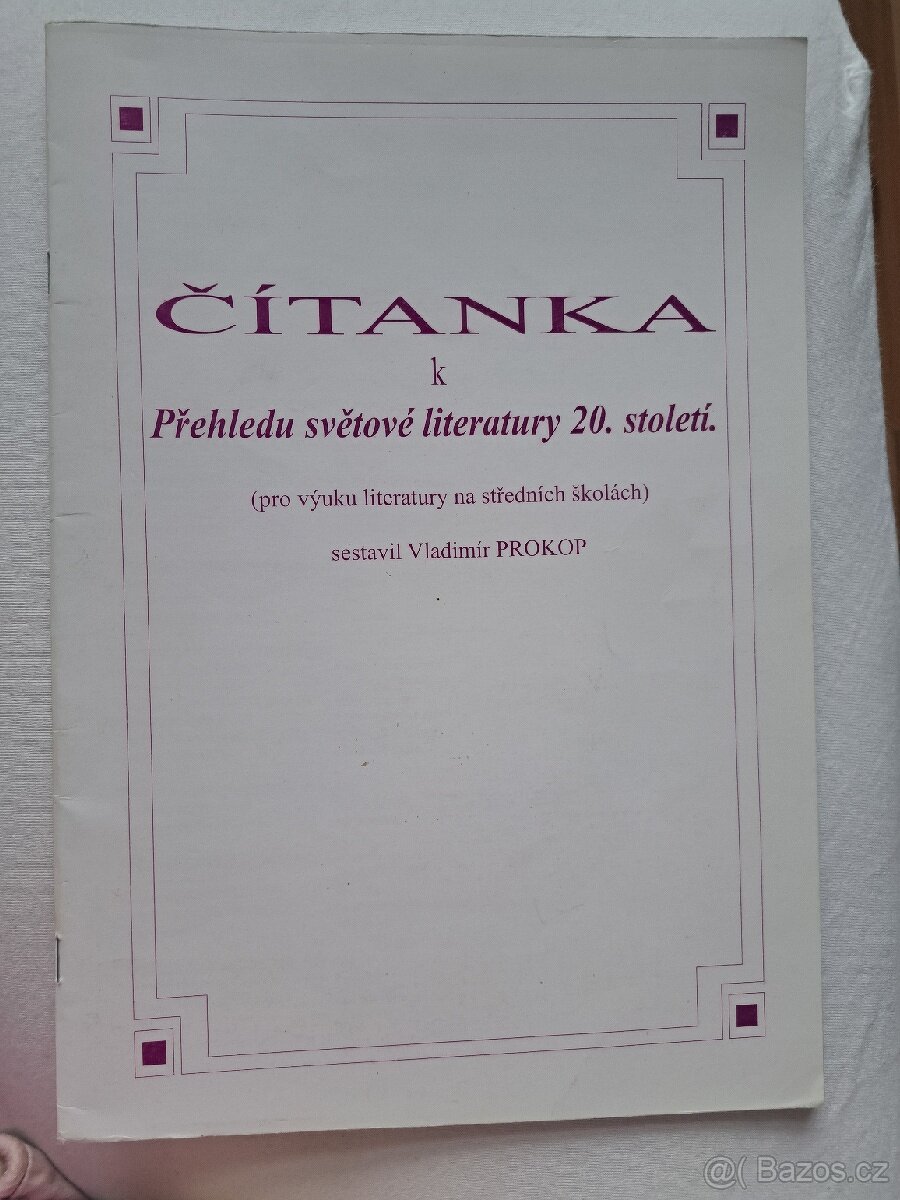 ČÍTANKA
k
Přehledu světové literatury 20. století.
(pro výuku literatury na středních školách)
sestavil Vladimír PROKOP
@( Bazos.cz